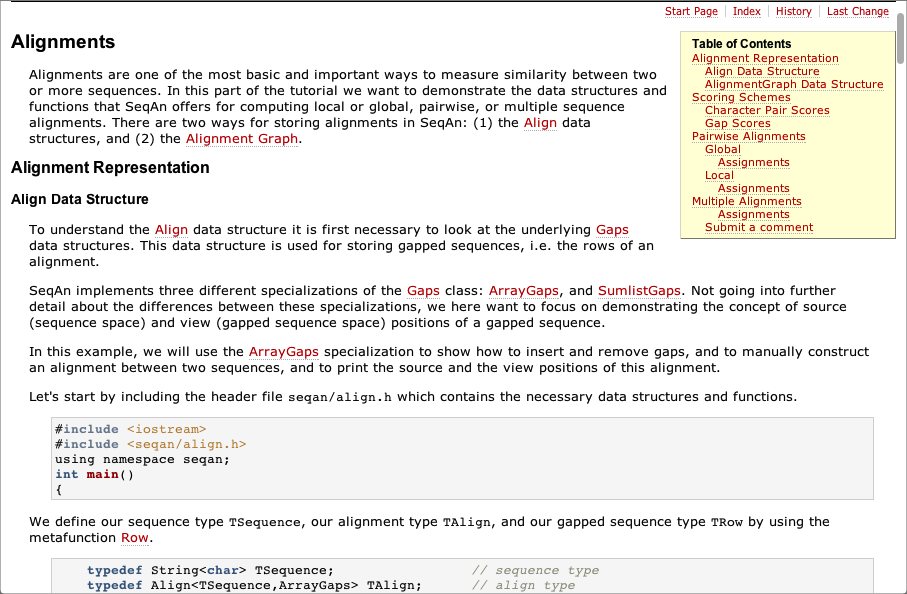 Start Page | Index | History | Last Change
Alignments
Alignments are one of the most basic and important ways to measure similarity between two
or more sequences. In this part of the tutorial we want to demonstrate the data structures and
functions that SeqAn offers for computing local or global, pairwise, or multiple sequence
alignments. There are two ways for storing alignments in SeqAn: (1) the Align data
structures, and (2) the Alignment Graph.
Table of Contents
Alignment Representation
Align Data Structure
AlignmentGraph Data Structure
Scoring Schemes
Character Pair Scores
Gap Scores
Pairwise Alignments
Global
Assignments
Local
Assignments
Multiple Alignments
Assignments
Submit a comment
Alignment Representation
Align Data Structure
To understand the Align data structure it is first necessary to look at the underlying Gaps
data structures. This data structure is used for storing gapped sequences, i.e. the rows of an
alignment.
SeqAn implements three different specializations of the Gaps class: ArrayGaps, and SumlistGaps. Not going into further
detail about the differences between these specializations, we here want to focus on demonstrating the concept of source
(sequence space) and view (gapped sequence space) positions of a gapped sequence.
In this example, we will use the ArrayGaps specialization to show how to insert and remove gaps, and to manually construct
an alignment between two sequences, and to print the source and the view positions of this alignment.
Let's start by including the header file seqan/align.h which contains the necessary data structures and functions.
#include <iostream>
#include <seqan/align.h>
using namespace seqan;
int main()
{
We define our sequence type TSequence, our alignment type TAlign, and our gapped sequence type TRow by using the
metafunction Row.
typedef String<char> TSequence; // sequence type
typedef Align<TSequence,ArrayGaps> TAlign; // align type